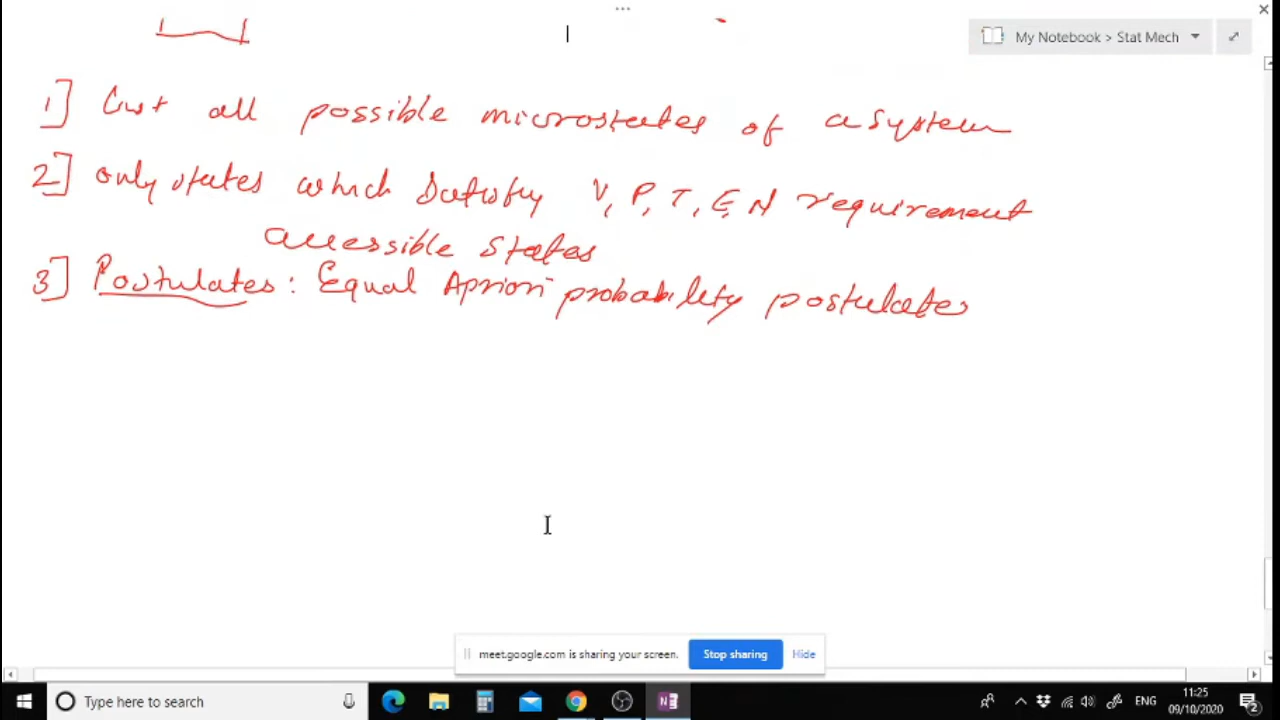 My Notebook > Stat Mech
1] List all possible microstates of a system
2] only states which satisfy V, P, T, E, N requirement
accessible states
3] Postulates: Equal Apriori probability postulates
meet.google.com is sharing your screen. Stop sharing Hide
Type here to search
ENG
11:25
09/10/2020
2